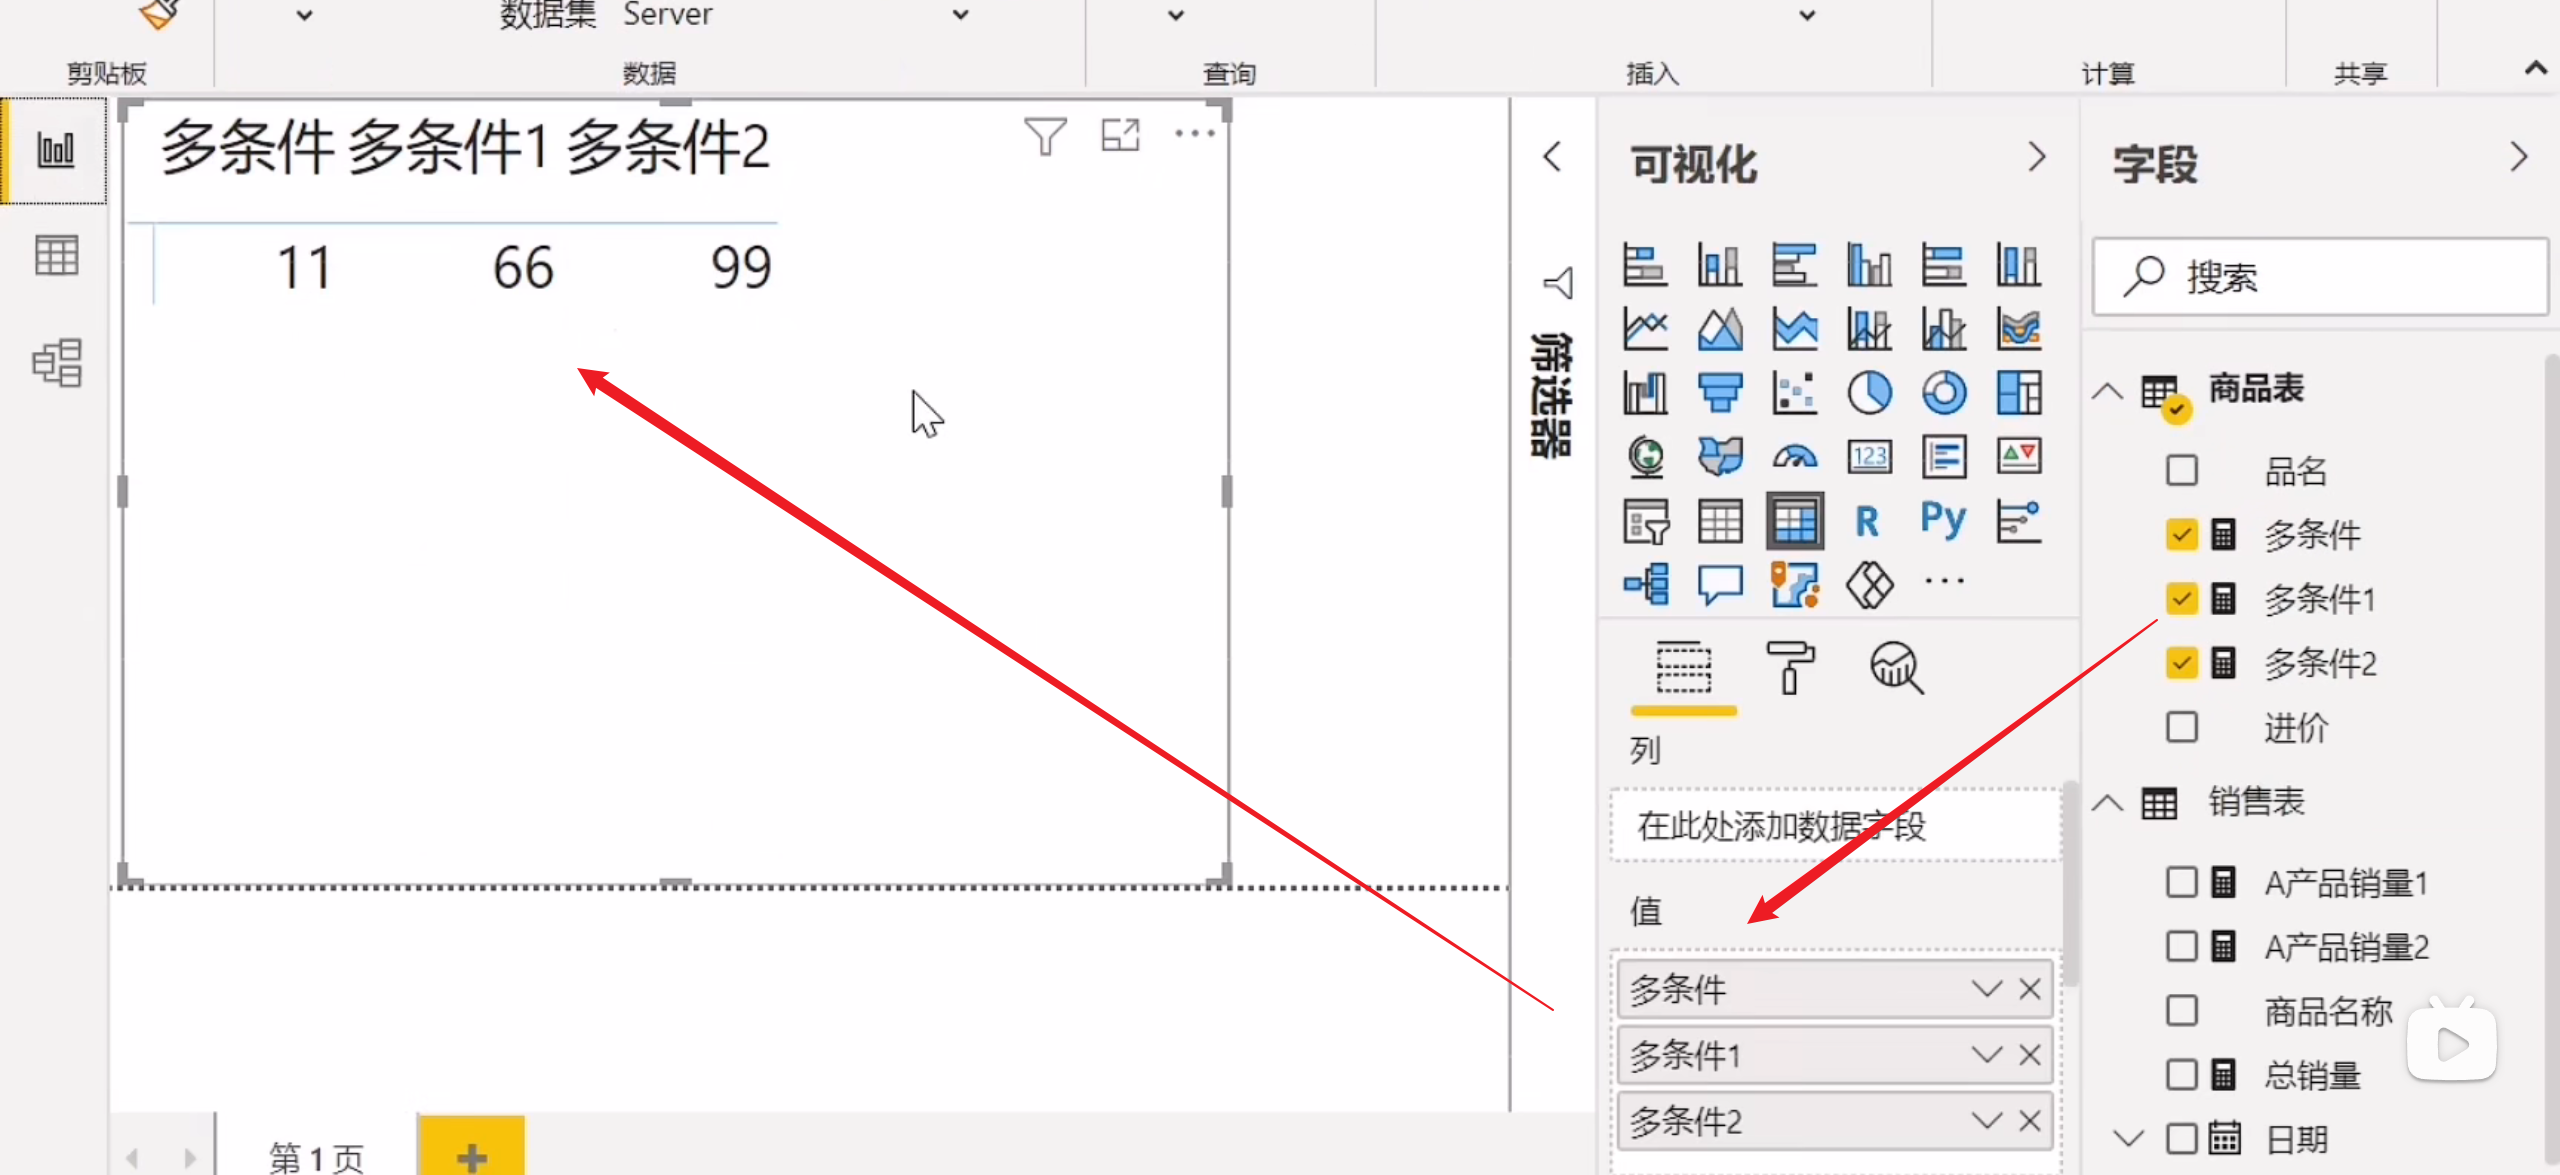 数据集 Server
剪贴板 数据 查询 插入 计算 共享
多条件 多条件1 多条件2
11 66 99
筛选器
可视化
123
R Py
列
在此处添加数据字段
值
多条件
多条件1
多条件2
字段
搜索
商品表
品名
多条件
多条件1
多条件2
进价
销售表
A产品销量1
A产品销量2
商品名称
总销量
日期
第 1 页